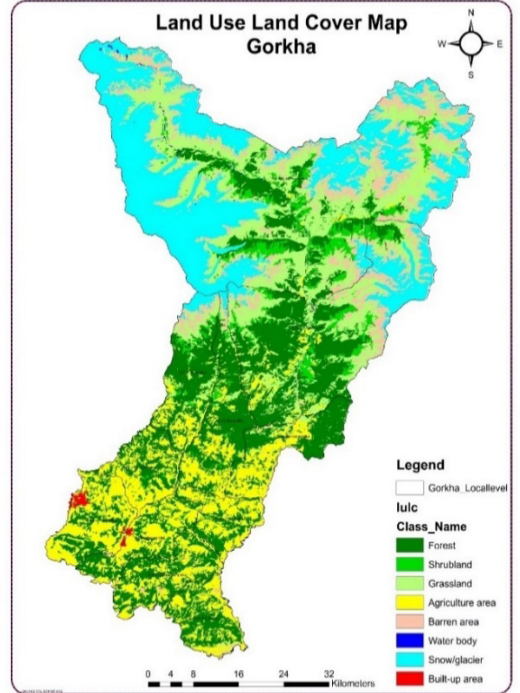 Land Use Land Cover Map
Gorkha
N
W E
S
Legend
Gorkha_Locallevel
lulc
Class_Name
Forest
Shrubland
Grassland
Agriculture area
Barren area
Water body
Snow/glacier
Built-up area
0 4 8 16 24 32
Kilometers